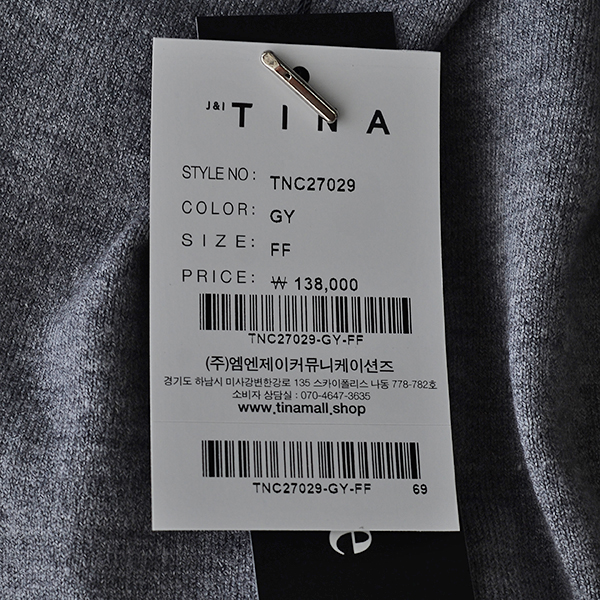 J&I TINA
STYLE NO: TNC27029
COLOR: GY
SIZE: FF
PRICE: ₩ 138,000
TNC27029-GY-FF
(주)엠엔제이커뮤니케이션즈
경기도 하남시 미사강변한강로 135 스카이폴리스 나동 778-782호
소비자 상담실 : 070-4647-3635
www.tinamall.shop
TNC27029-GY-FF 69